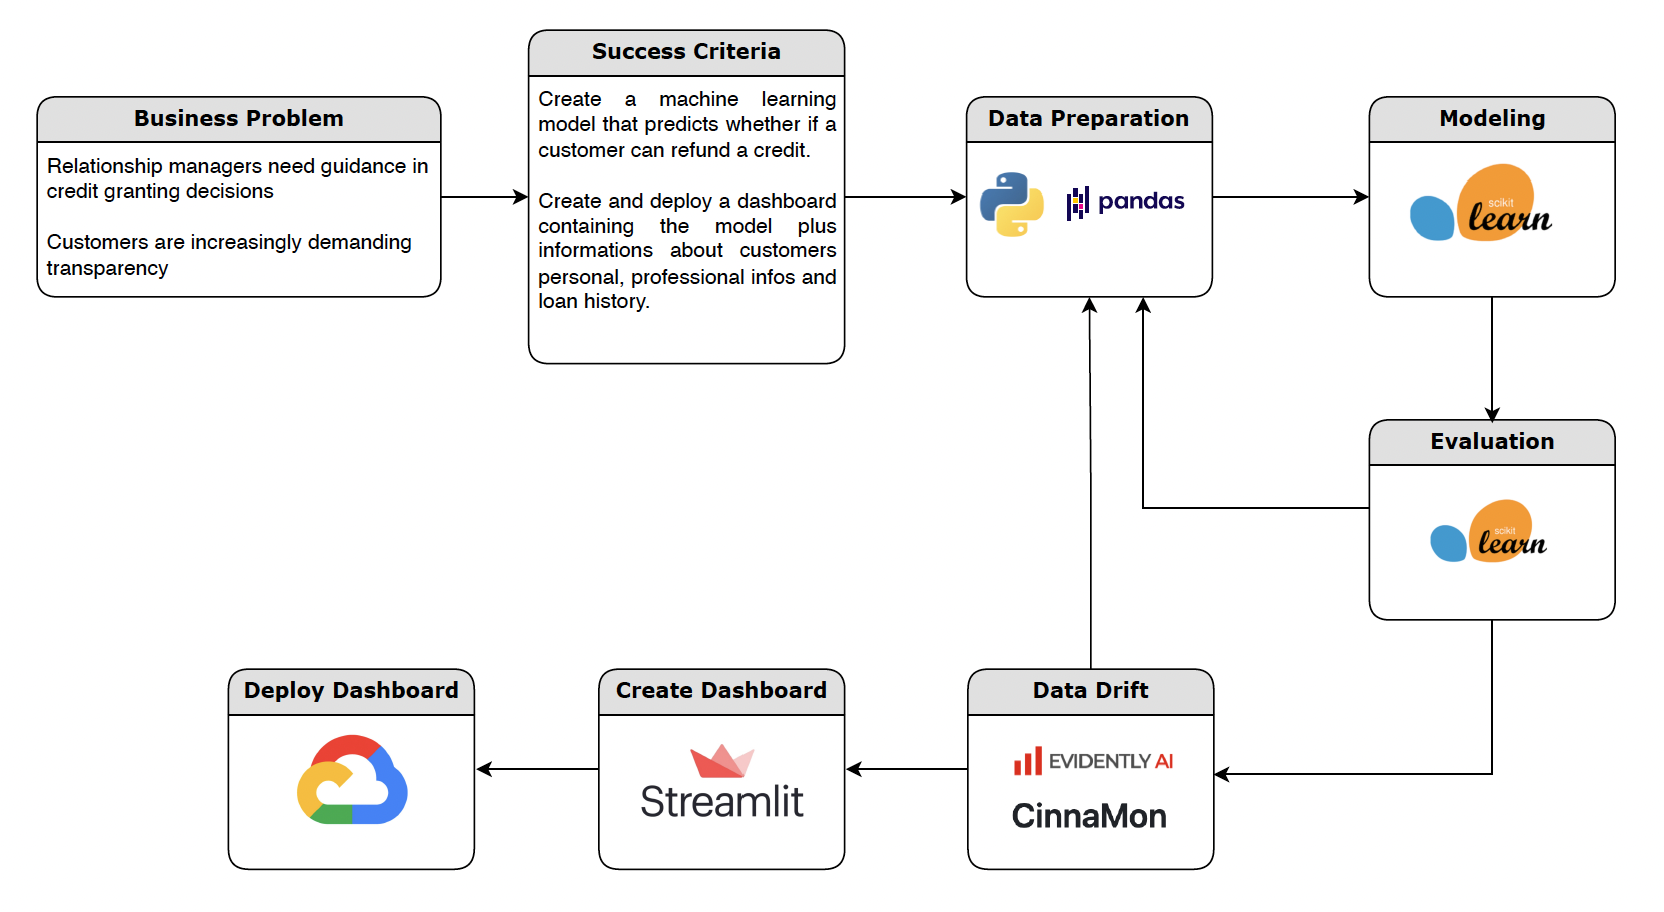 Business Problem
Relationship managers need guidance in
credit granting decisions
Customers are increasingly demanding
transparency
Success Criteria
Create a machine learning
model that predicts whether if a
customer can refund a credit.
Create and deploy a dashboard
containing the model plus
informations about customers
personal, professional infos and
loan history.
Data Preparation
pandas
Modeling
scikit
learn
Evaluation
scikit
learn
Data Drift
EVIDENTLY AI
CinnaMon
Create Dashboard
Streamlit
Deploy Dashboard